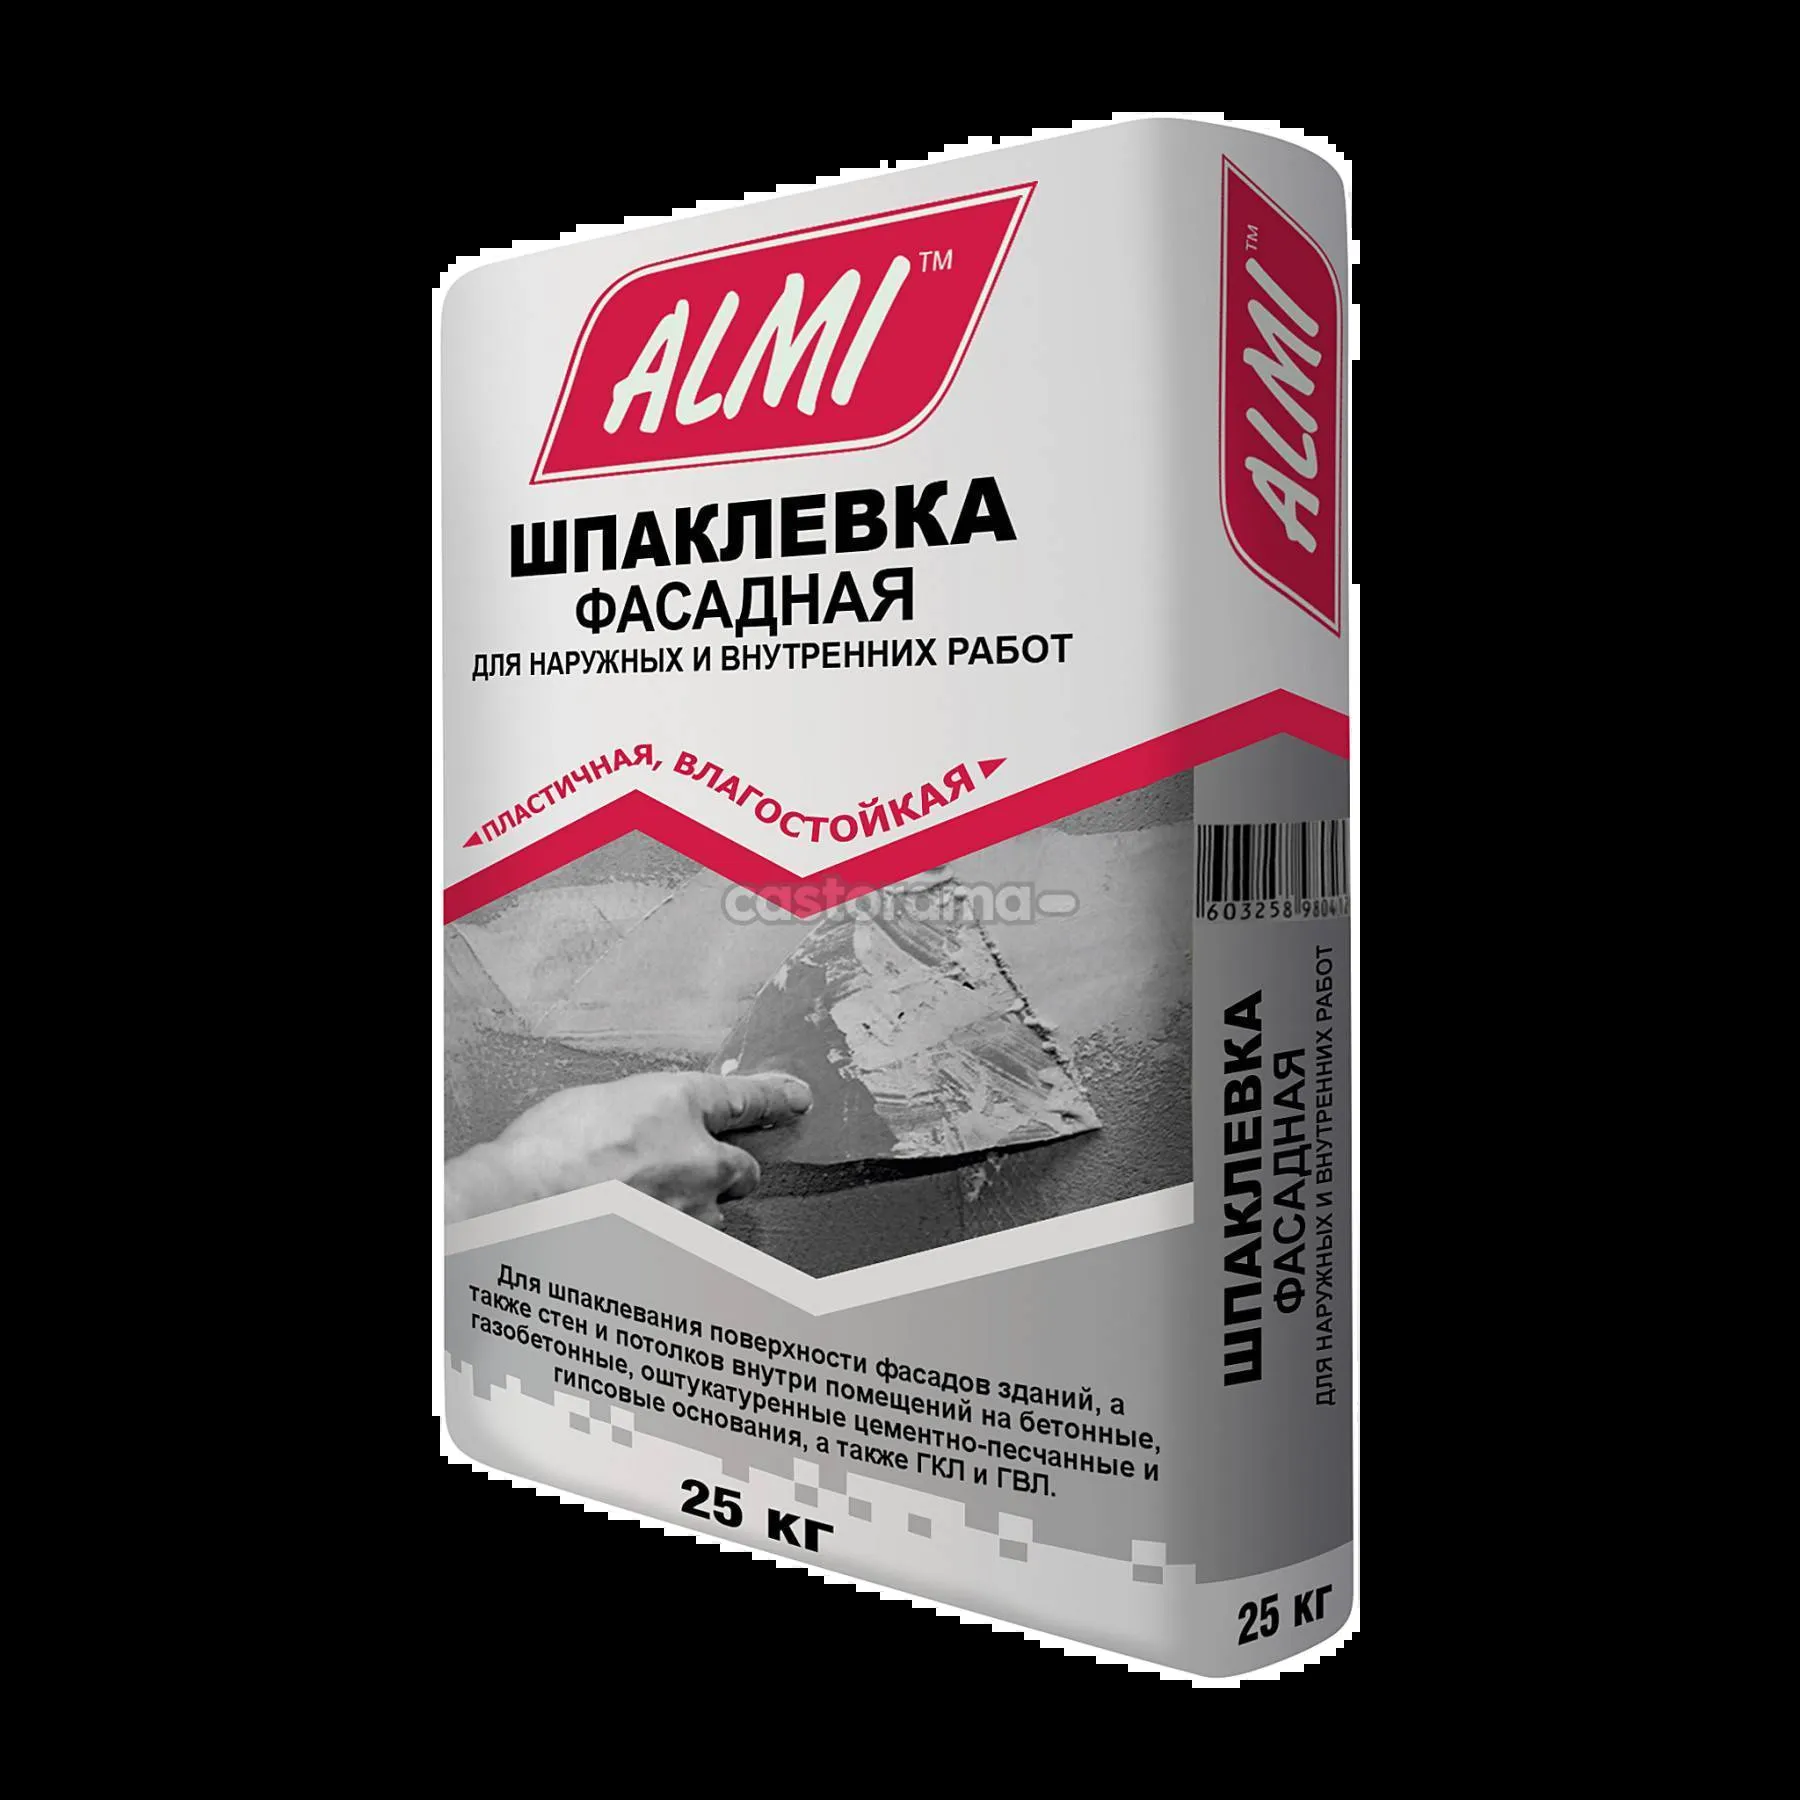 ALMI™
ШПАКЛЕВКА
ФАСАДНАЯ
ДЛЯ НАРУЖНЫХ И ВНУТРЕННИХ РАБОТ
ПЛАСТИЧНАЯ, ВЛАГОСТОЙКАЯ
castorama
Для шпаклевания поверхности фасадов зданий, а
также стен и потолков внутри помещений на бетонные,
газобетонные, оштукатуренные цементно-песчанные и
гипсовые основания, а также ГКЛ и ГВЛ.
25 кг
ALMI™
603258 980412
ШПАКЛЕВКА
ФАСАДНАЯ
ДЛЯ НАРУЖНЫХ И ВНУТРЕННИХ РАБОТ
25 кг